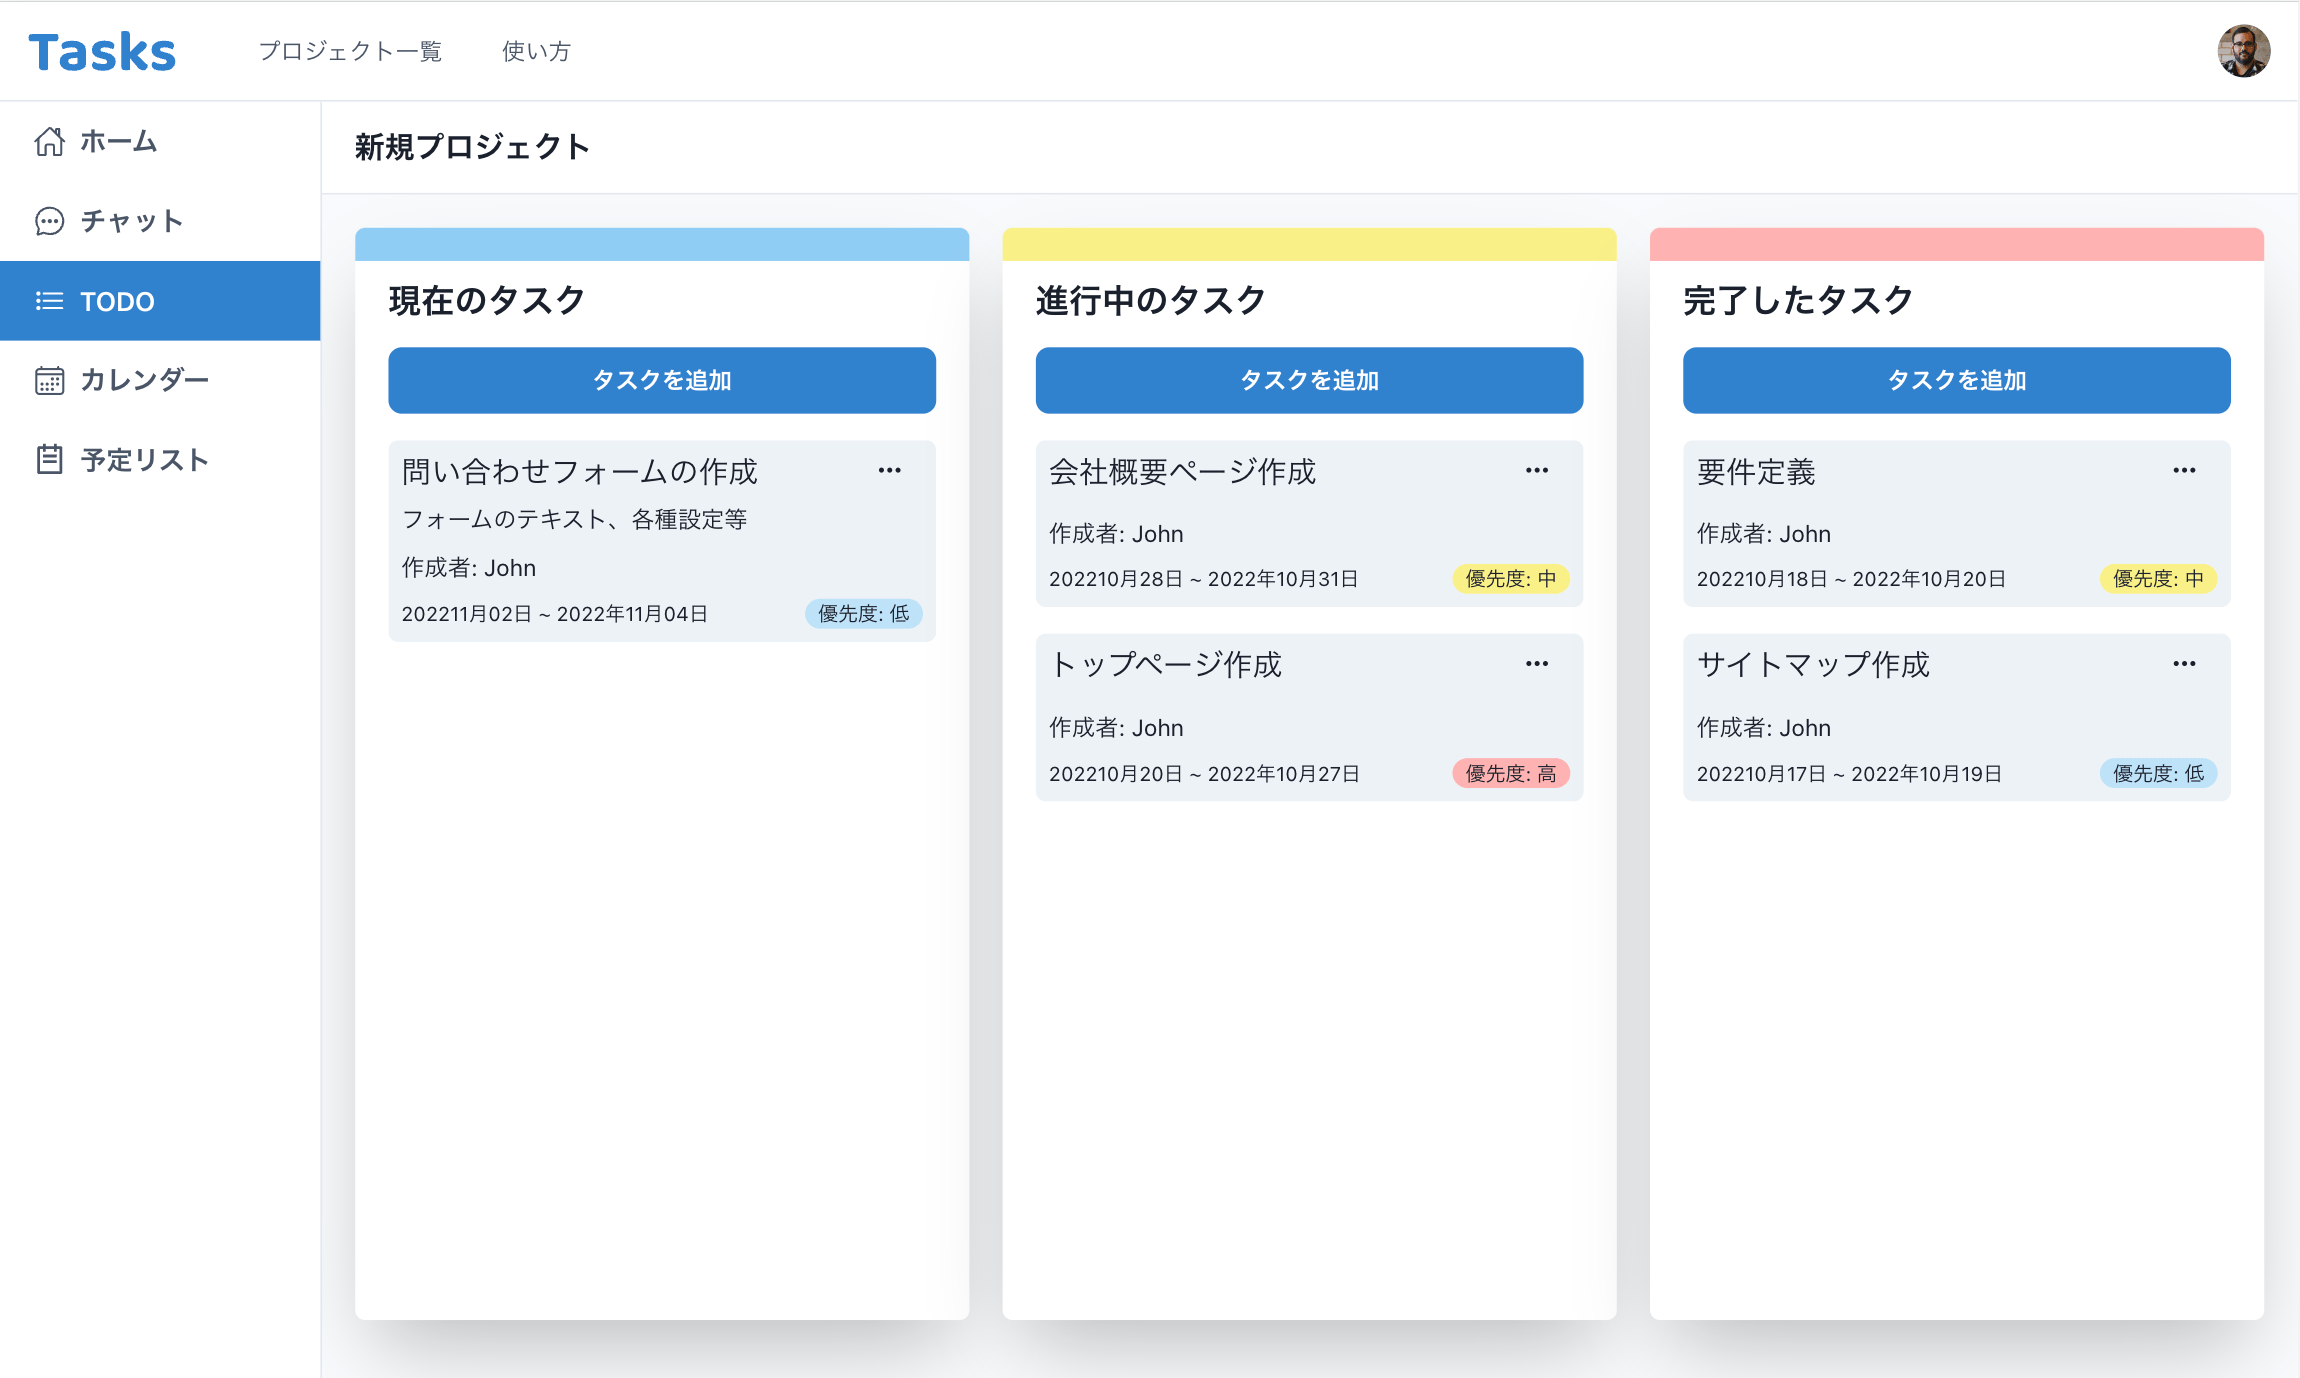 Tasks
プロジェクト一覧
使い方
ホーム
チャット
TODO
カレンダー
予定リスト
新規プロジェクト
現在のタスク
タスクを追加
問い合わせフォームの作成
フォームのテキスト、各種設定等
作成者: John
202211月02日 ~ 2022年11月04日
優先度: 低
進行中のタスク
タスクを追加
会社概要ページ作成
作成者: John
202210月28日 ~ 2022年10月31日
優先度: 中
トップページ作成
作成者: John
202210月20日 ~ 2022年10月27日
優先度: 高
完了したタスク
タスクを追加
要件定義
作成者: John
202210月18日 ~ 2022年10月20日
優先度: 中
サイトマップ作成
作成者: John
202210月17日 ~ 2022年10月19日
優先度: 低